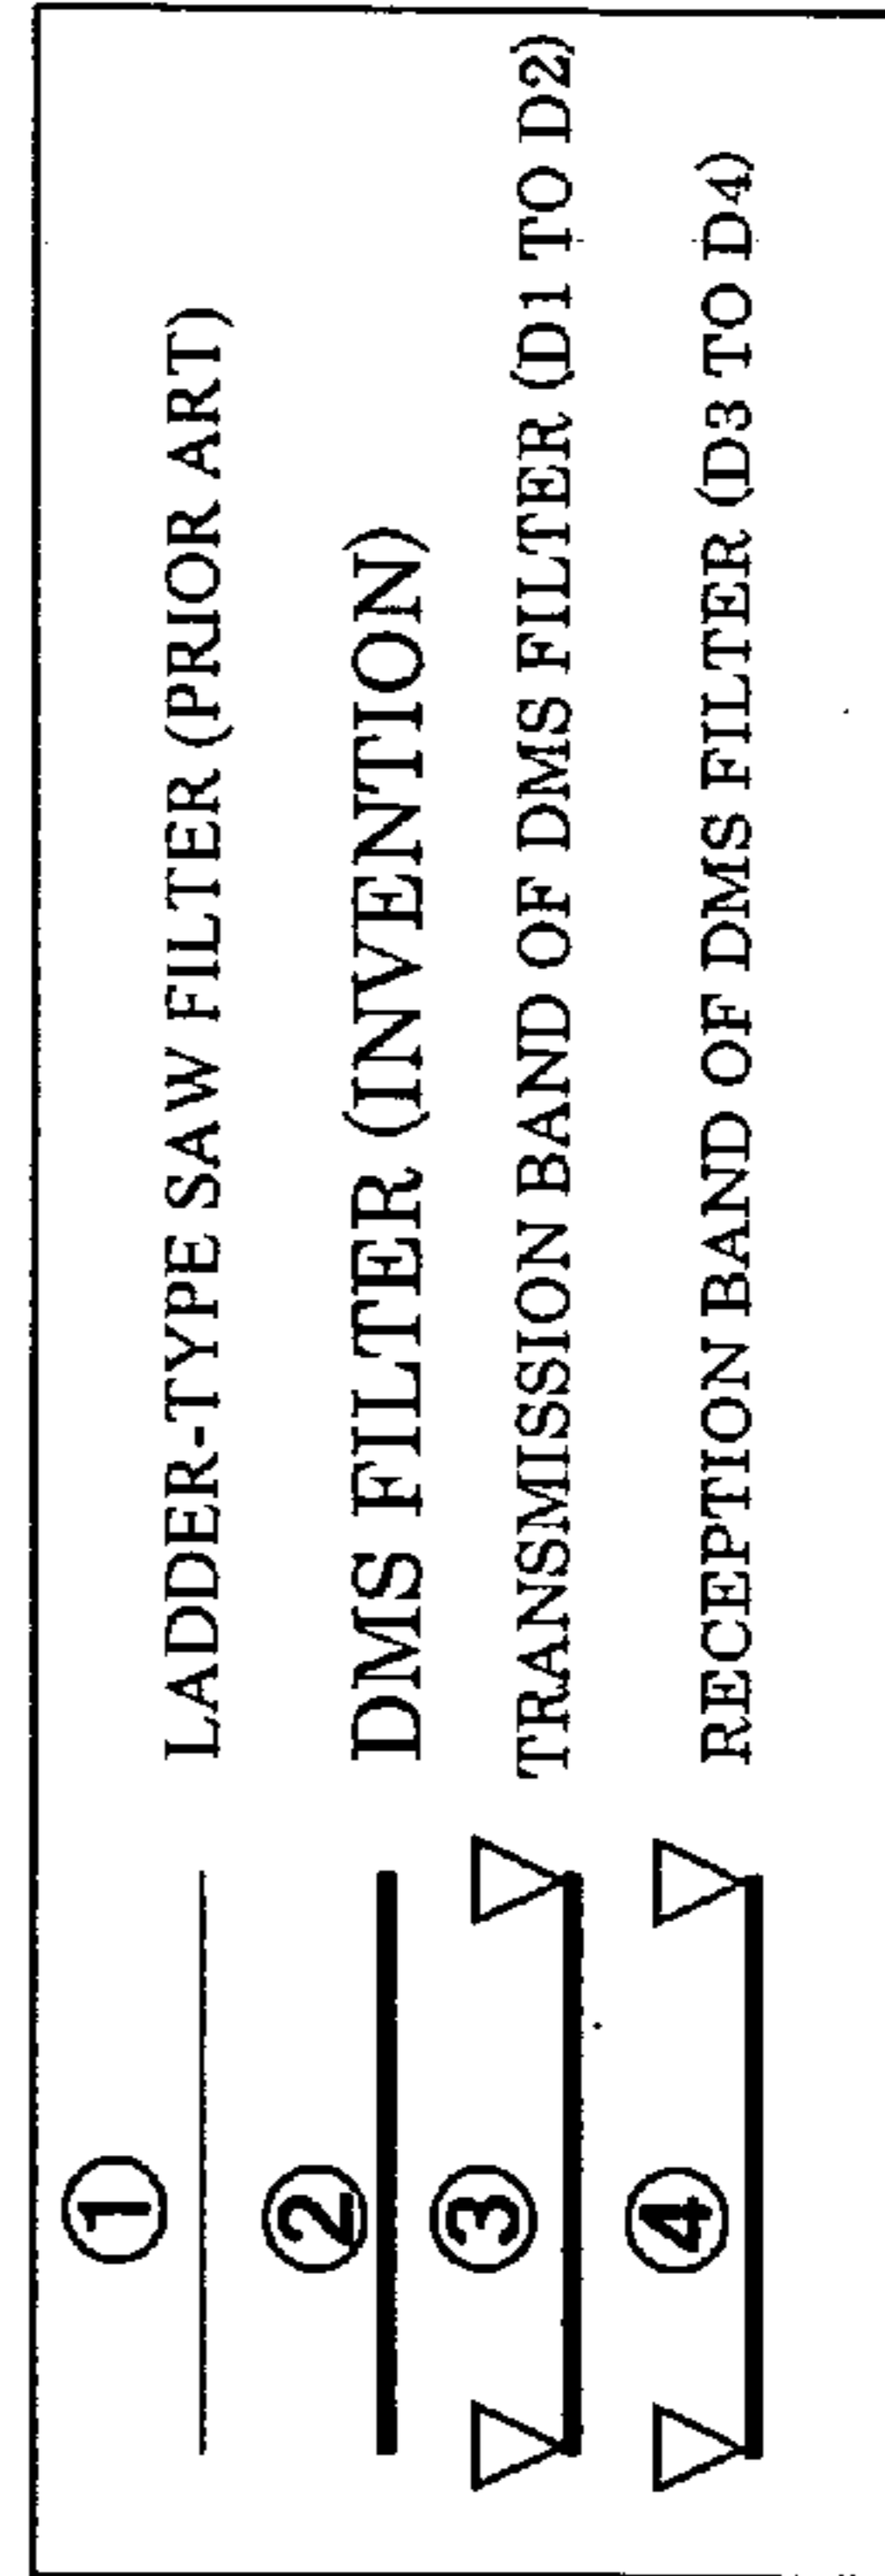 ① LADDER-TYPE SAW FILTER (PRIOR ART)
② DMS FILTER (INVENTION)
③ TRANSMISSION BAND OF DMS FILTER (D1 TO D2)
④ RECEPTION BAND OF DMS FILTER (D3 TO D4)